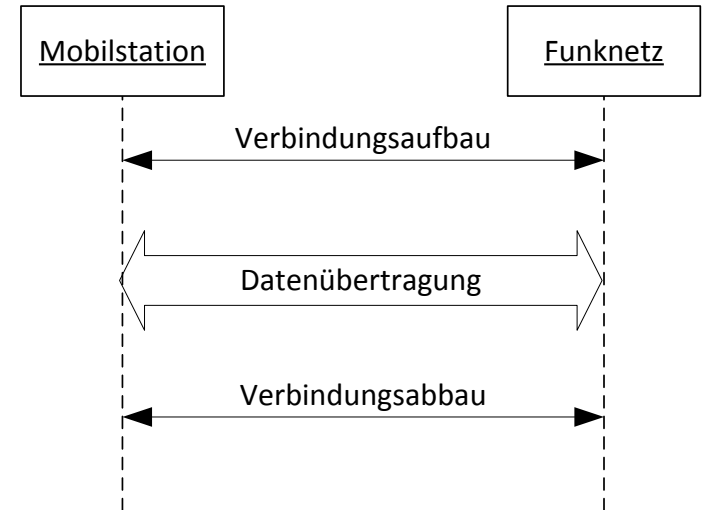 Mobilstation
Funknetz
Verbindungsaufbau
Datenübertragung
Verbindungsabbau